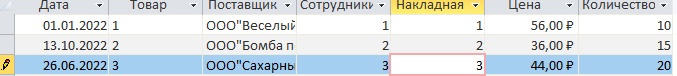 Дата Товар Поставщик Сотрудники Накладная Цена Количество
01.01.2022 1 ООО"Веселый 1 1 56,00 ₽ 10
13.10.2022 2 ООО"Бомба п 2 2 36,00 ₽ 15
26.06.2022 3 ООО"Сахарны 3 3 44,00 ₽ 20